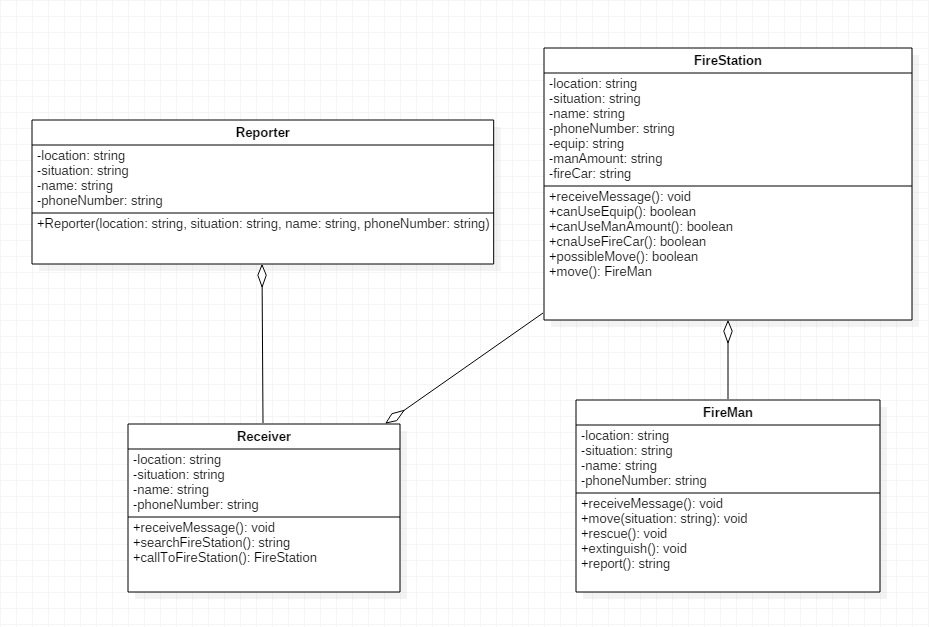 Reporter
-location: string
-situation: string
-name: string
-phoneNumber: string
+Reporter(location: string, situation: string, name: string, phoneNumber: string)
FireStation
-location: string
-situation: string
-name: string
-phoneNumber: string
-equip: string
-manAmount: string
-fireCar: string
+receiveMessage(): void
+canUseEquip(): boolean
+canUseManAmount(): boolean
+cnaUseFireCar(): boolean
+possibleMove(): boolean
+move(): FireMan
Receiver
-location: string
-situation: string
-name: string
-phoneNumber: string
+receiveMessage(): void
+searchFireStation(): string
+callToFireStation(): FireStation
FireMan
-location: string
-situation: string
-name: string
-phoneNumber: string
+receiveMessage(): void
+move(situation: string): void
+rescue(): void
+extinguish(): void
+report(): string